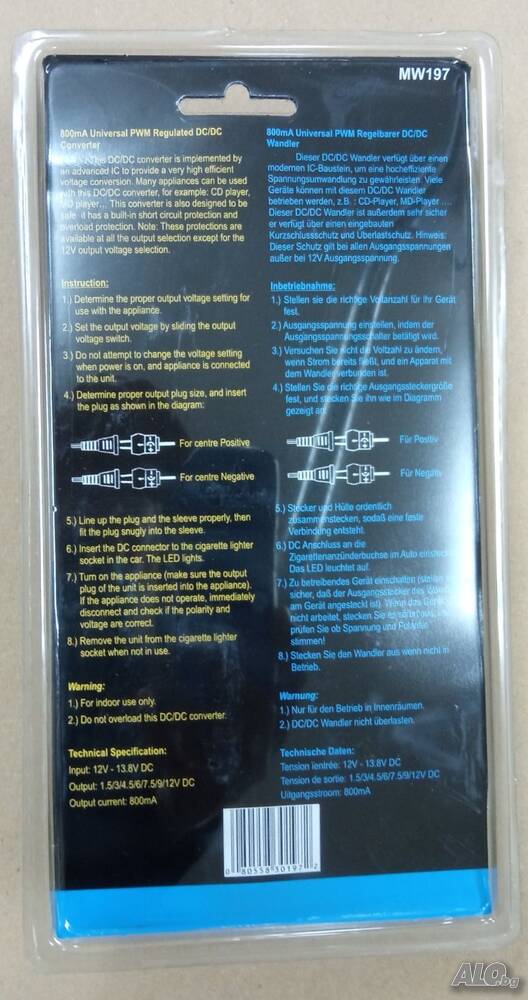 MW197
800mA Universal PWM Regulated DC/DC
Converter
DC/DC converter is implemented by
an advanced IC to provide a very high efficient
voltage conversion. Many appliances can be used
with this DC/DC converter, for example: CD player,
MD player… This converter is also designed to be
safe it has a built-in short circuit protection and
overload protection. Note: These protections are
available at all the output selection except for the
12V output voltage selection.
Instruction:
1.) Determine the proper output voltage setting for
use with the appliance.
2.) Set the output voltage by sliding the output
voltage switch.
3.) Do not attempt to change the voltage setting
when power is on, and appliance is connected
to the unit.
4.) Determine proper output plug size, and insert
the plug as shown in the diagram:
For centre Positive
For centre Negative
5.) Line up the plug and the sleeve properly, then
fit the plug snugly into the sleeve.
6.) Insert the DC connector to the cigarette lighter
socket in the car. The LED lights.
7.) Turn on the appliance (make sure the output
plug of the unit is inserted into the appliance).
If the appliance does not operate, immediately
disconnect and check if the polarity and
voltage are correct.
8.) Remove the unit from the cigarette lighter
socket when not in use.
Warning:
1.) For indoor use only.
2.) Do not overload this DC/DC converter.
Technical Specification:
Input: 12V - 13.8V DC
Output: 1.5/3/4.5/6/7.5/9/12V DC
Output current: 800mA
800mA Universal PWM Regelbarer DC/DC
Wandler
Dieser DC/DC Wandler verfügt über einen
modernen IC-Baustein, um eine hocheffiziente
Spannungsumwandlung zu gewährleisten. Viele
Geräte können mit diesem DC/DC Wandler
betrieben werden, z.B. : CD-Player, MD-Player ….
Dieser DC/DC Wandler ist außerdem sehr sicher
er verfügt über einen eingebauten
Kurzschlussschutz und Überlastschutz. Hinweis:
Dieser Schutz gilt bei allen Ausgangsspannungen
außer bei 12V Ausgangsspannung.
Inbetriebnahme:
1.) Stellen sie die richtige Voltanzahl für Ihr Gerät
fest.
2.) Ausgangsspannung einstellen, indem der
Ausgangsspannungsschalter betätigt wird.
3.) Versuchen Sie nicht die Voltzahl zu ändern,
wenn Strom bereits fließt, und ein Apparat mit
dem Wandler verbunden ist.
4.) Stellen Sie die richtige Ausgangsteckergröße
fest, und stecken Sie ihn wie im Diagramm
gezeigt an:
Für Positiv
Für Negativ
5.) Stecker und Hülle ordentlich
zusammenstecken, sodaß eine feste
Verbindung entsteht.
6.) DC Anschluss an die
Zigarettenanzünderbuchse im Auto
Das LED leuchtet auf.
7.) Zu betreibendes Gerät einschalten
sicher, daß der Ausgangsstecker des
am Gerät angesteckt ist). Wenn das
nicht arbeitet, stecken Sie es
prüfen Sie ob Spannung und
stimmen!
8.) Stecken Sie den Wandler aus wenn nicht in
Betrieb.
Warnung:
1.) Nur für den Betrieb in Innenräumen.
2.) DC/DC Wandler nicht überlasten.
Technische Daten:
Tension ientrée: 12V - 13.8V DC
Tension de sortie: 1.5/3/4.5/6/7.5/9/12V DC
Uitgangsstroom: 800mA
0 80558 30197 2
ALO.bg